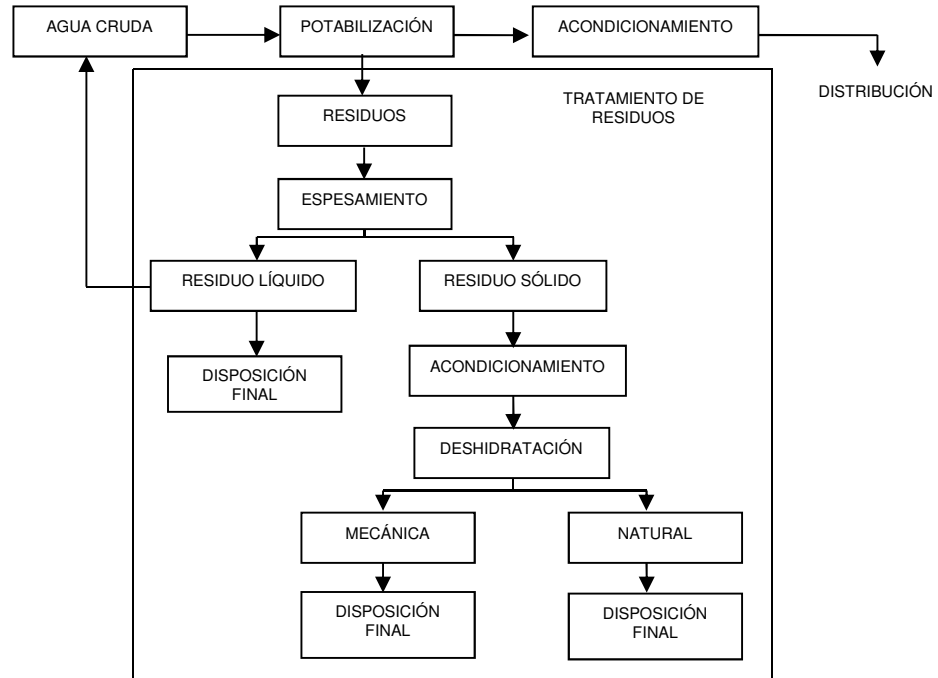 AGUA CRUDA
POTABILIZACIÓN
ACONDICIONAMIENTO
DISTRIBUCIÓN
TRATAMIENTO DE
RESIDUOS
RESIDUOS
ESPESAMIENTO
RESIDUO LÍQUIDO
RESIDUO SÓLIDO
DISPOSICIÓN
FINAL
ACONDICIONAMIENTO
DESHIDRATACIÓN
MECÁNICA
NATURAL
DISPOSICIÓN
FINAL
DISPOSICIÓN
FINAL